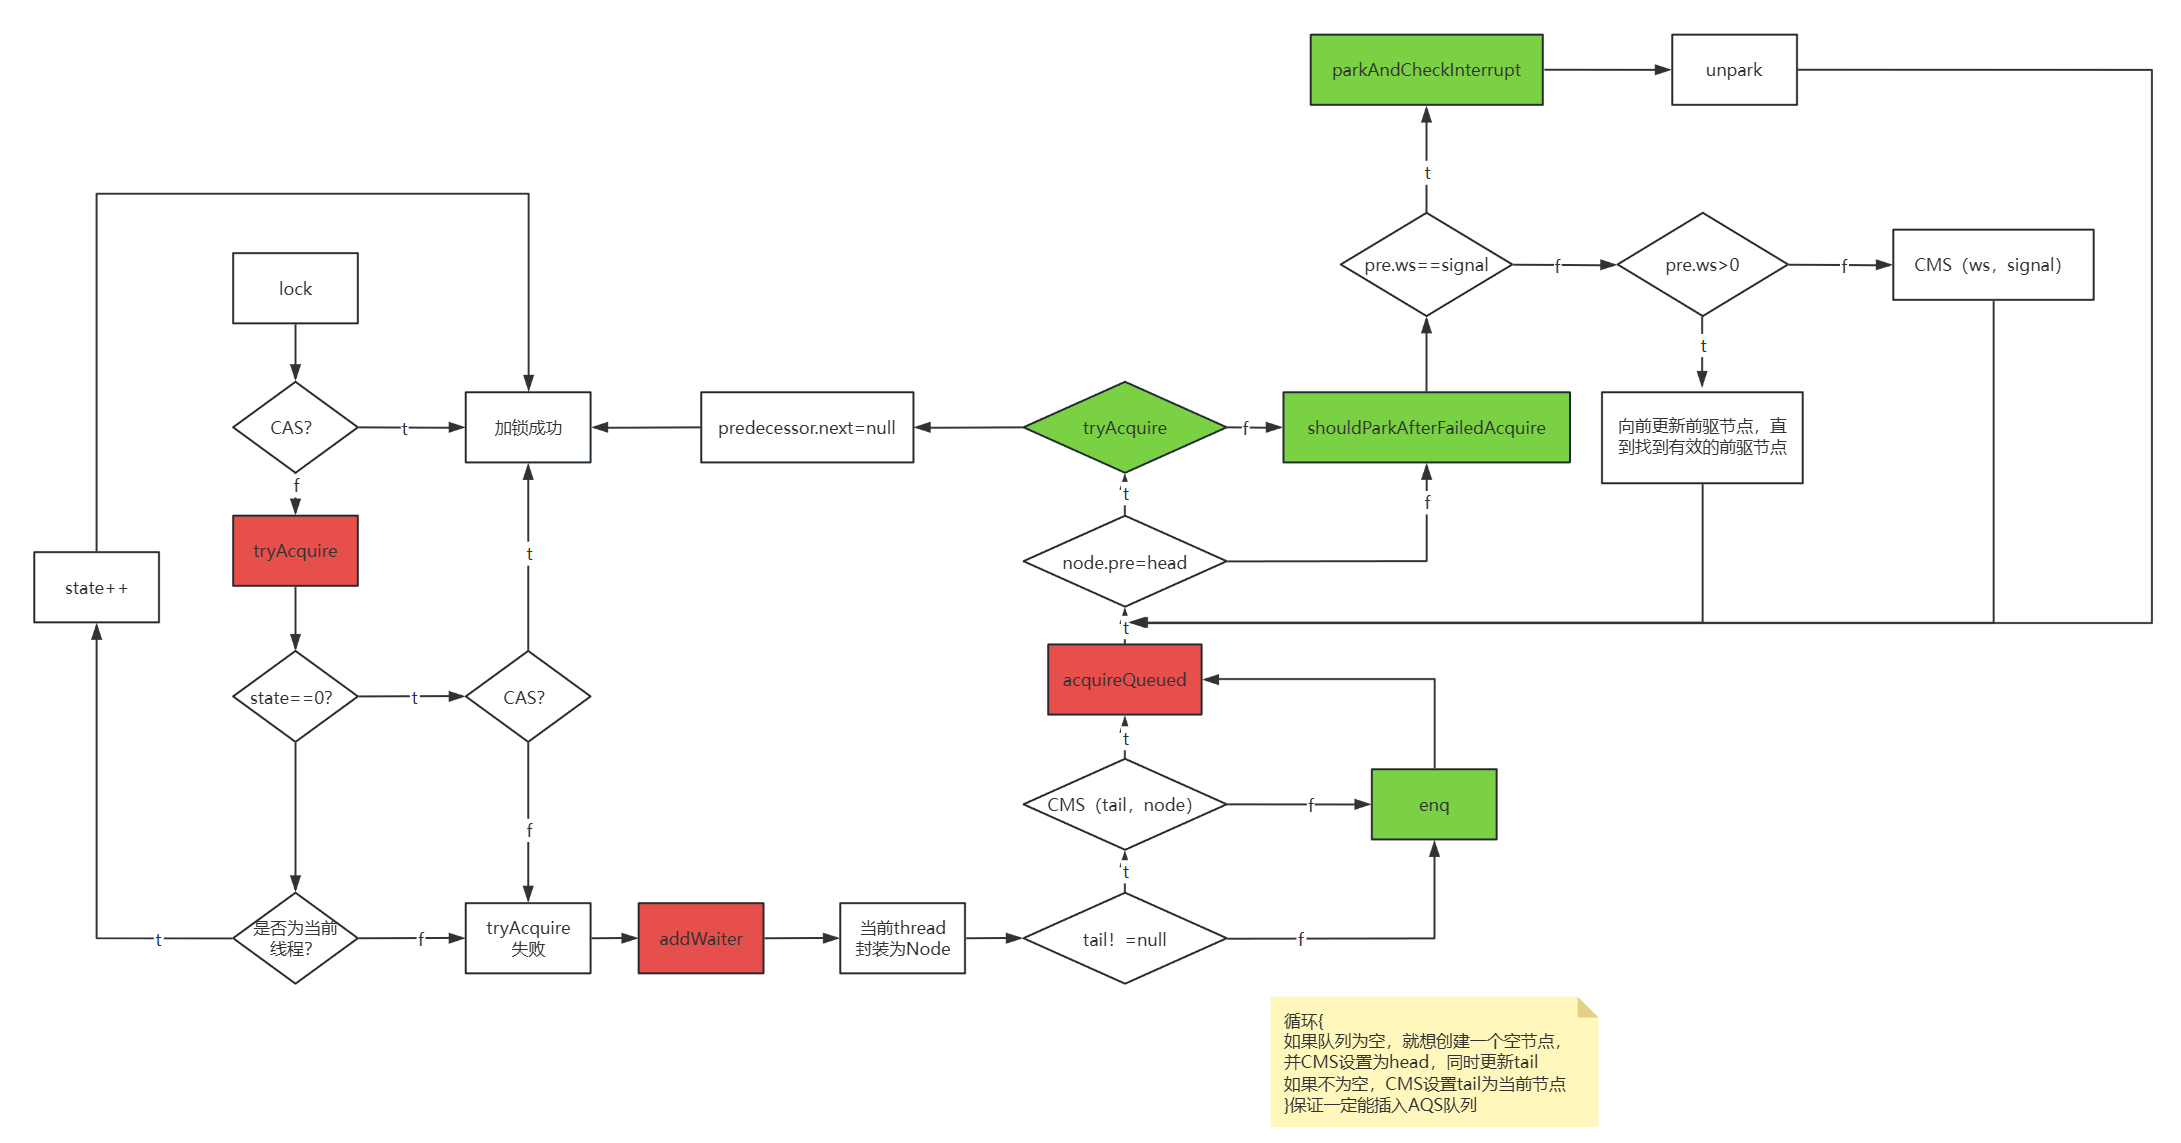 parkAndCheckInterrupt
unpark
t
pre.ws==signal
f
pre.ws>0
f
CMS（ws，signal）
t
lock
CAS?
t
加锁成功
predecessor.next=null
tryAcquire
f
shouldParkAfterFailedAcquire
向前更新前驱节点，直
到找到有效的前驱节点
f
t
f
tryAcquire
t
node.pre=head
state++
t
acquireQueued
state==0?
t
CAS?
t
CMS（tail，node）
f
enq
f
t
是否为当前
线程?
t
f
tryAcquire
失败
addWaiter
当前thread
封装为Node
tail！=null
f
循环{
如果队列为空，就想创建一个空节点，
并CMS设置为head，同时更新tail
如果不为空，CMS设置tail为当前节点
}保证一定能插入AQS队列